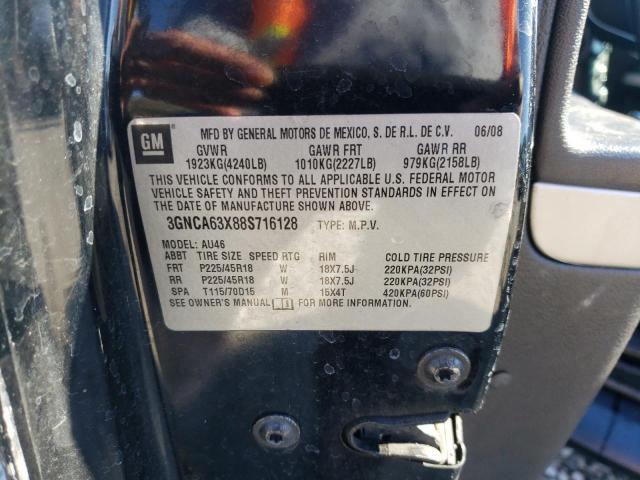 GM
MFD BY GENERAL MOTORS DE MEXICO, S. DE R.L. DE C.V. 06/08
GVWR GAWR FRT GAWR RR
1923KG(4240LB) 1010KG(2227LB) 979KG(2158LB)
THIS VEHICLE CONFORMS TO ALL APPLICABLE U.S. FEDERAL MOTOR
VEHICLE SAFETY AND THEFT PREVENTION STANDARDS IN EFFECT ON
THE DATE OF MANUFACTURE SHOWN ABOVE.
3GNCA63X88S716128 TYPE: M.P.V.
MODEL: AU46
ABBT TIRE SIZE SPEED RTG RIM COLD TIRE PRESSURE
FRT P225/45R18 W 18X7.5J 220KPA(32PSI)
RR P225/45R18 W 18X7.5J 220KPA(32PSI)
SPA T115/70D15 M 15X4T 420KPA(60PSI)
SEE OWNER'S MANUAL FOR MORE INFORMATION.